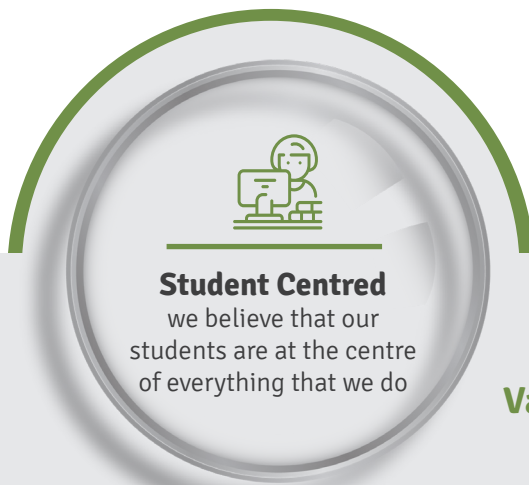 Student Centred
we believe that our
students are at the centre
of everything that we do